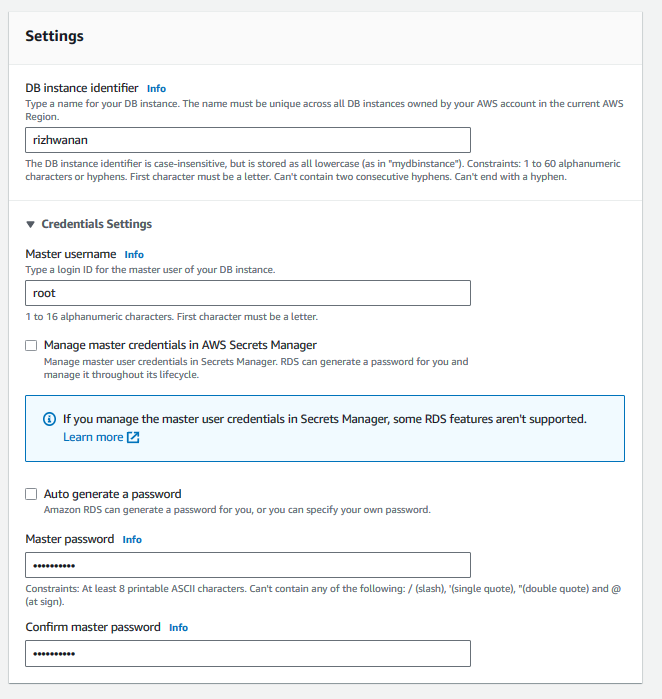 Settings
DB instance identifier Info
Type a name for your DB instance. The name must be unique across all DB instances owned by your AWS account in the current AWS
Region.
rizhwanan
The DB instance identifier is case-insensitive, but is stored as all lowercase (as in "mydbinstance"). Constraints: 1 to 60 alphanumeric
characters or hyphens. First character must be a letter. Can't contain two consecutive hyphens. Can't end with a hyphen.
▼ Credentials Settings
Master username Info
Type a login ID for the master user of your DB instance.
root
1 to 16 alphanumeric characters. First character must be a letter.
Manage master credentials in AWS Secrets Manager
Manage master user credentials in Secrets Manager. RDS can generate a password for you and
manage it throughout its lifecycle.
If you manage the master user credentials in Secrets Manager, some RDS features aren't supported.
Learn more
Auto generate a password
Amazon RDS can generate a password for you, or you can specify your own password.
Master password Info
••••••••••
Constraints: At least 8 printable ASCII characters. Can't contain any of the following: / (slash), '(single quote), "(double quote) and @
(at sign).
Confirm master password Info
••••••••••